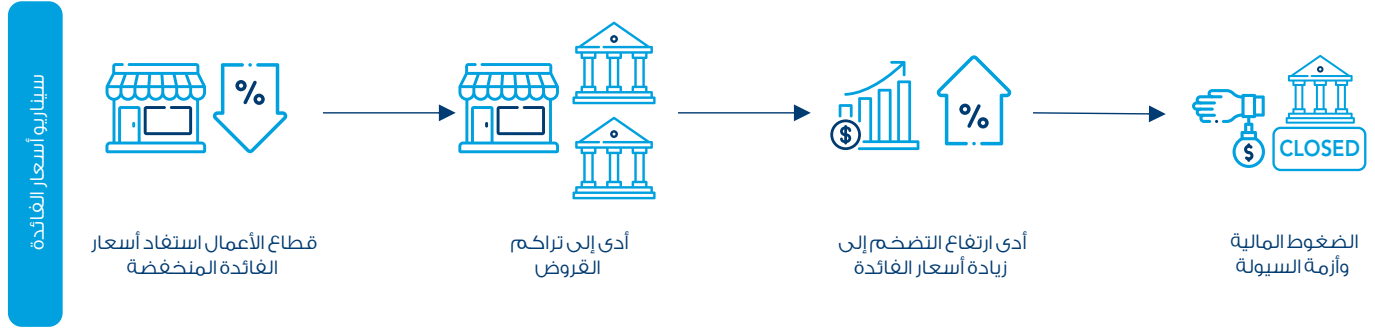 سيناريو أسعار الفائدة
%
قطاع الأعمال استفاد أسعار
الفائدة المنخفضة
أدى إلى تراكم
القروض
$
%
أدى ارتفاع التضخم إلى
زيادة أسعار الفائدة
$
CLOSED
الضغوط المالية
وأزمة السيولة